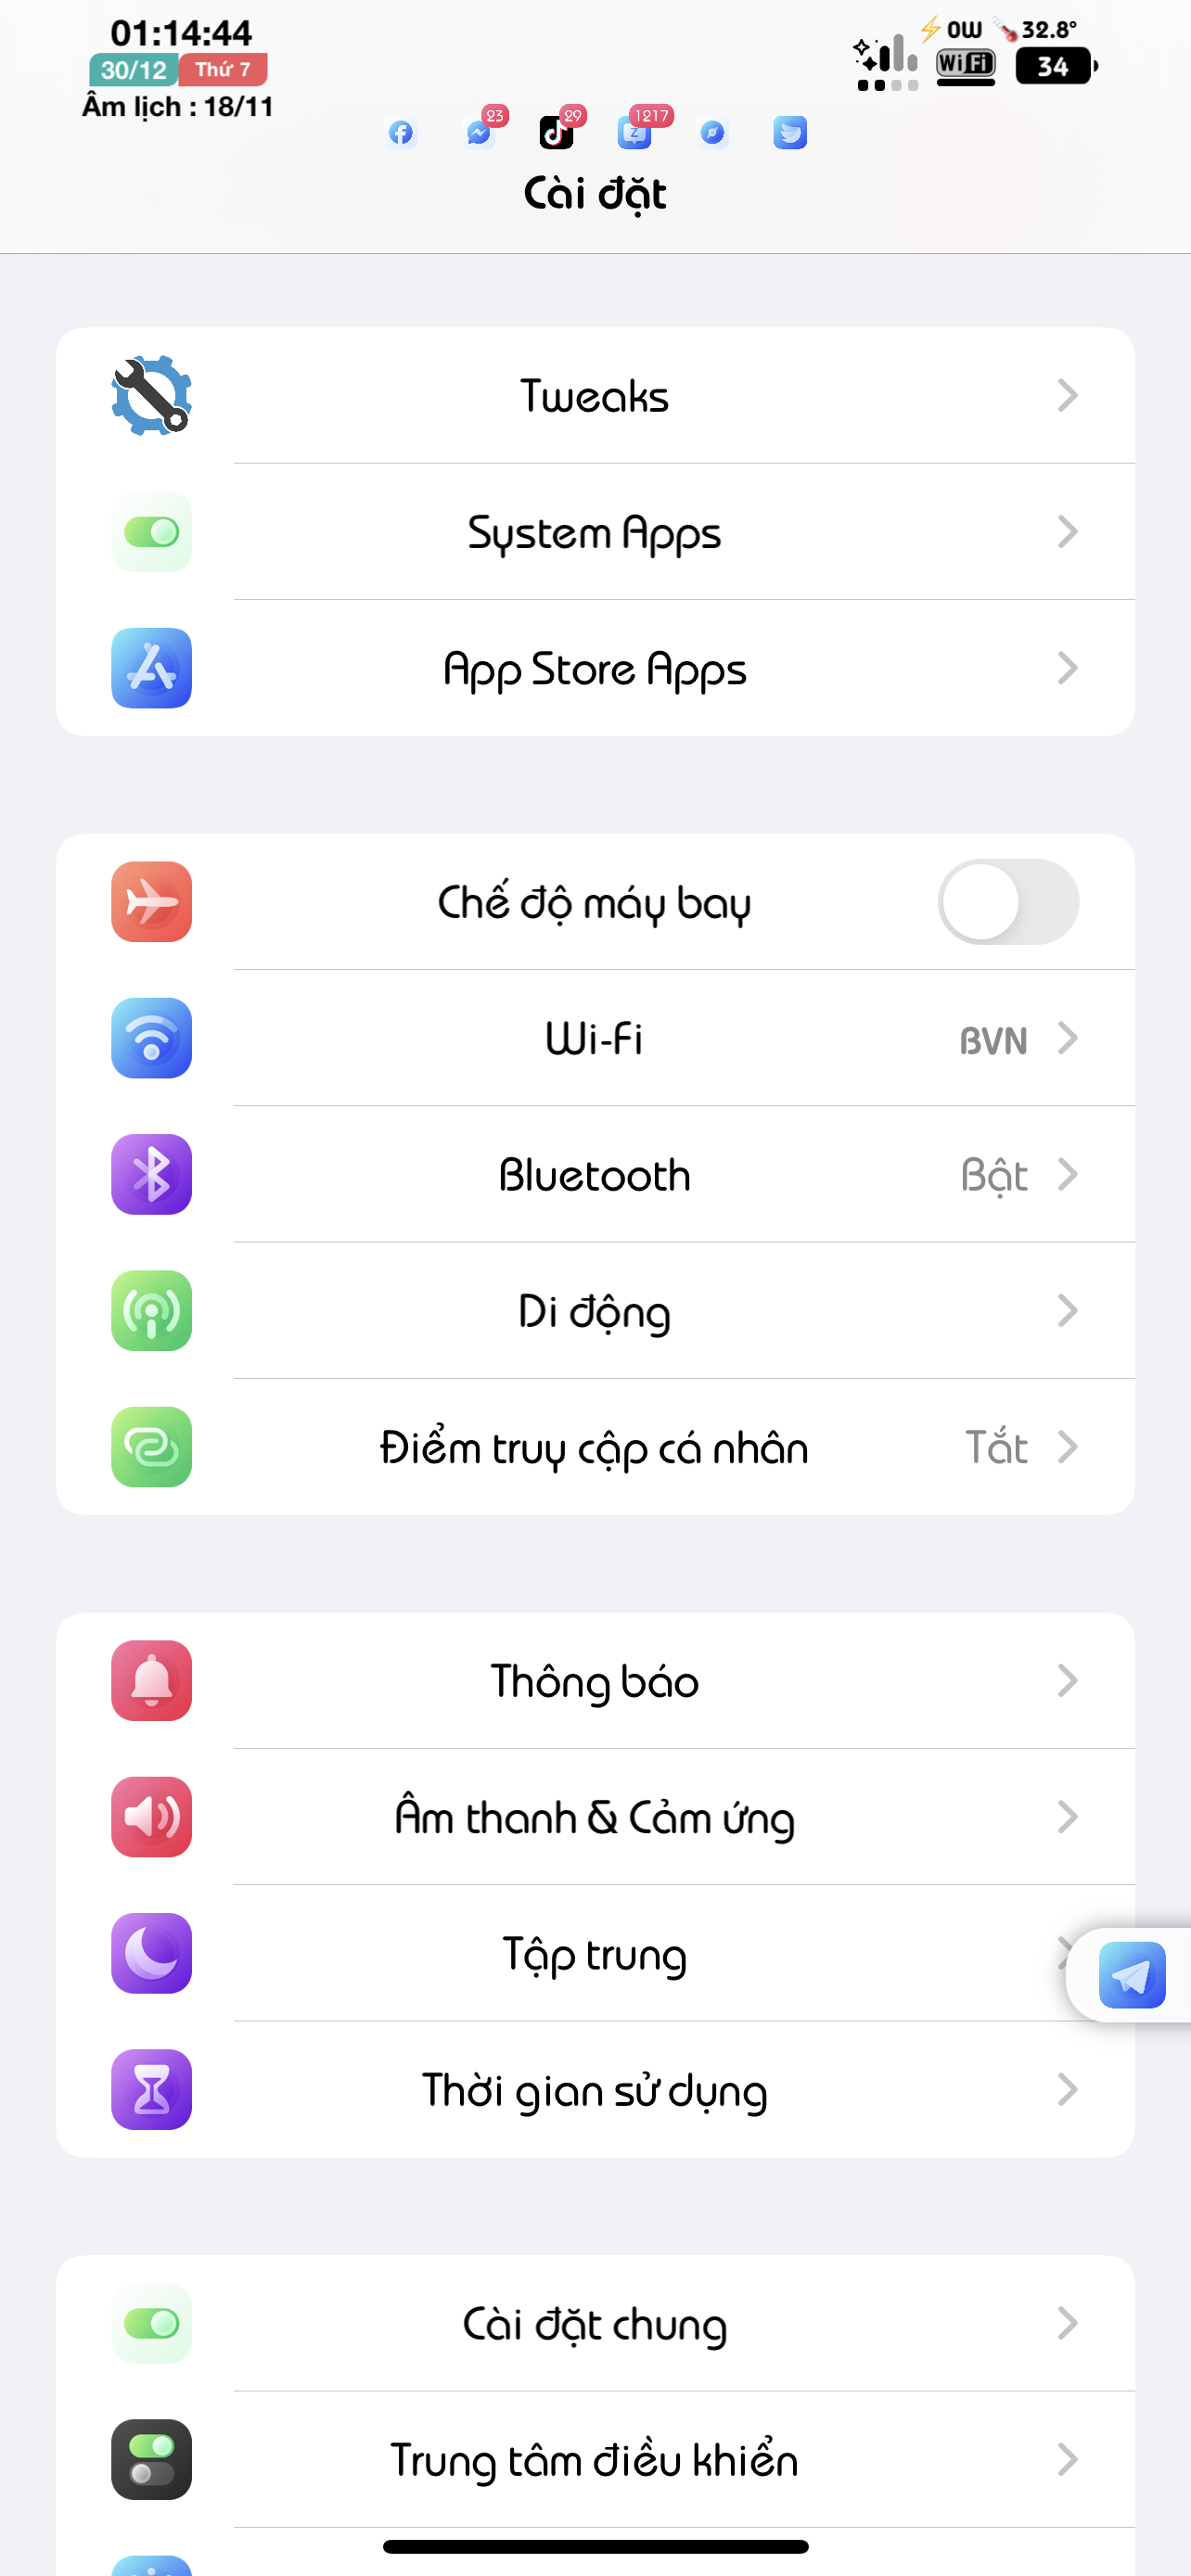 01:14:44
30/12 Thứ 7
Âm lịch : 18/11
0W 32.8°
WiFi 34
23 29 1217
Z
Cài đặt
Tweaks
System Apps
App Store Apps
Chế độ máy bay
Wi-Fi BVN
Bluetooth Bật
Di động
Điểm truy cập cá nhân Tắt
Thông báo
Âm thanh & Cảm ứng
Tập trung
Thời gian sử dụng
Cài đặt chung
Trung tâm điều khiển